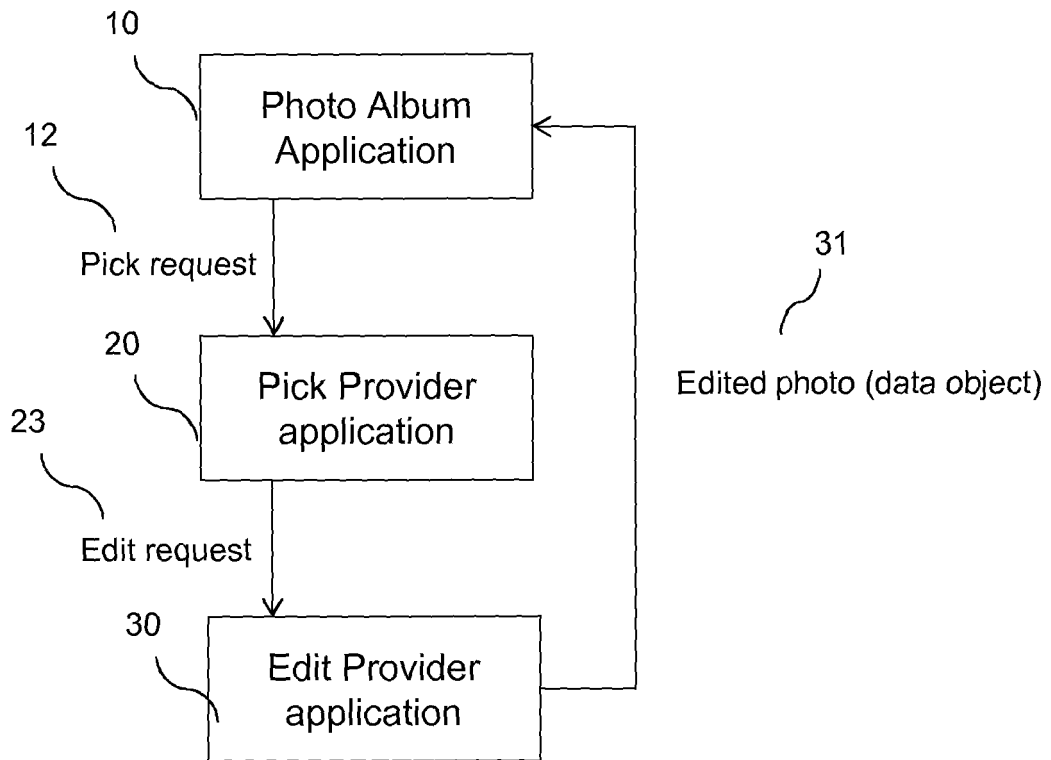 10
Photo Album
Application
12
Pick request
31
20
Pick Provider
application
Edited photo (data object)
23
Edit request
30
Edit Provider
application